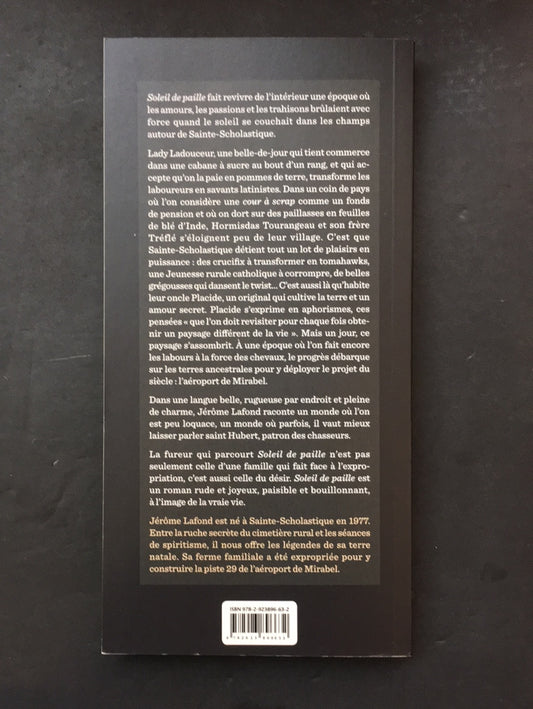 Soleil de paille fait revivre de l'intérieur une époque où
les amours, les passions et les trahisons brûlaient avec
force quand le soleil se couchait dans les champs
autour de Sainte-Scholastique.
Lady Ladouceur, une belle-de-jour qui tient commerce
dans une cabane à sucre au bout d'un rang, et qui ac-
cepte qu'on la paie en pommes de terre, transforme les
laboureurs en savants latinistes. Dans un coin de pays
où l'on considère une cour à scrap comme un fonds
de pension et où on dort sur des paillasses en feuilles
de blé d'Inde, Hormisdas Tourangeau et son frère
Tréflé s'éloignent peu de leur village. C'est que
Sainte-Scholastique détient tout un lot de plaisirs en
puissance : des crucifix à transformer en tomahawks,
une Jeunesse rurale catholique à corrompre, de belles
grégousses qui dansent le twist... C'est aussi là qu'habite
leur oncle Placide, un original qui cultive la terre et un
amour secret. Placide s'exprime en aphorismes, ces
pensées « que l'on doit revisiter pour chaque fois obte-
nir un paysage différent de la vie ». Mais un jour, ce
paysage s'assombrit. À une époque où l'on fait encore
les labours à la force des chevaux, le progrès débarque
sur les terres ancestrales pour y déployer le projet du
siècle : l'aéroport de Mirabel.
Dans une langue belle, rugueuse par endroit et pleine
de charme, Jérôme Lafond raconte un monde où l'on
est peu loquace, un monde où parfois, il vaut mieux
laisser parler saint Hubert, patron des chasseurs.
La fureur qui parcourt Soleil de paille n'est pas
seulement celle d'une famille qui fait face à l'expro-
priation, c'est aussi celle du désir. Soleil de paille est
un roman rude et joyeux, paisible et bouillonnant,
à l'image de la vraie vie.
Jérôme Lafond est né à Sainte-Scholastique en 1977.
Entre la ruche secrète du cimetière rural et les séances
de spiritisme, il nous offre les légendes de sa terre
natale. Sa ferme familiale a été expropriée pour y
construire la piste 29 de l'aéroport de Mirabel.
ISBN 978-2-923896-63-2